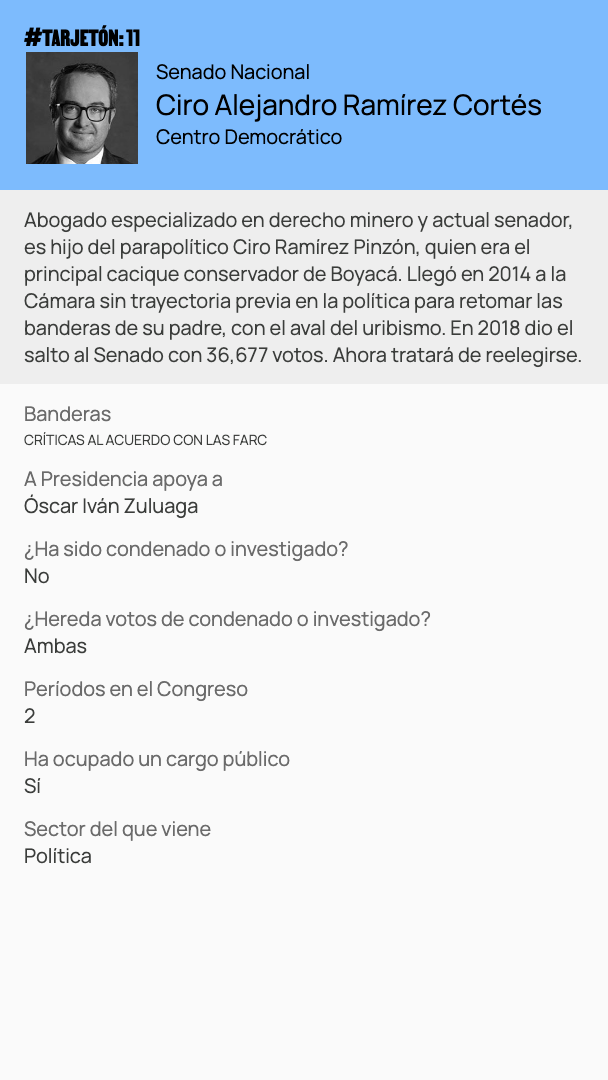 #TARJETÓN: 11
Senado Nacional
Ciro Alejandro Ramírez Cortés
Centro Democrático
Abogado especializado en derecho minero y actual senador,
es hijo del parapolítico Ciro Ramírez Pinzón, quien era el
principal cacique conservador de Boyacá. Llegó en 2014 a la
Cámara sin trayectoria previa en la política para retomar las
banderas de su padre, con el aval del uribismo. En 2018 dio el
salto al Senado con 36,677 votos. Ahora tratará de reelegirse.
Banderas
CRÍTICAS AL ACUERDO CON LAS FARC
A Presidencia apoya a
Óscar Iván Zuluaga
¿Ha sido condenado o investigado?
No
¿Hereda votos de condenado o investigado?
Ambas
Períodos en el Congreso
2
Ha ocupado un cargo público
Sí
Sector del que viene
Política